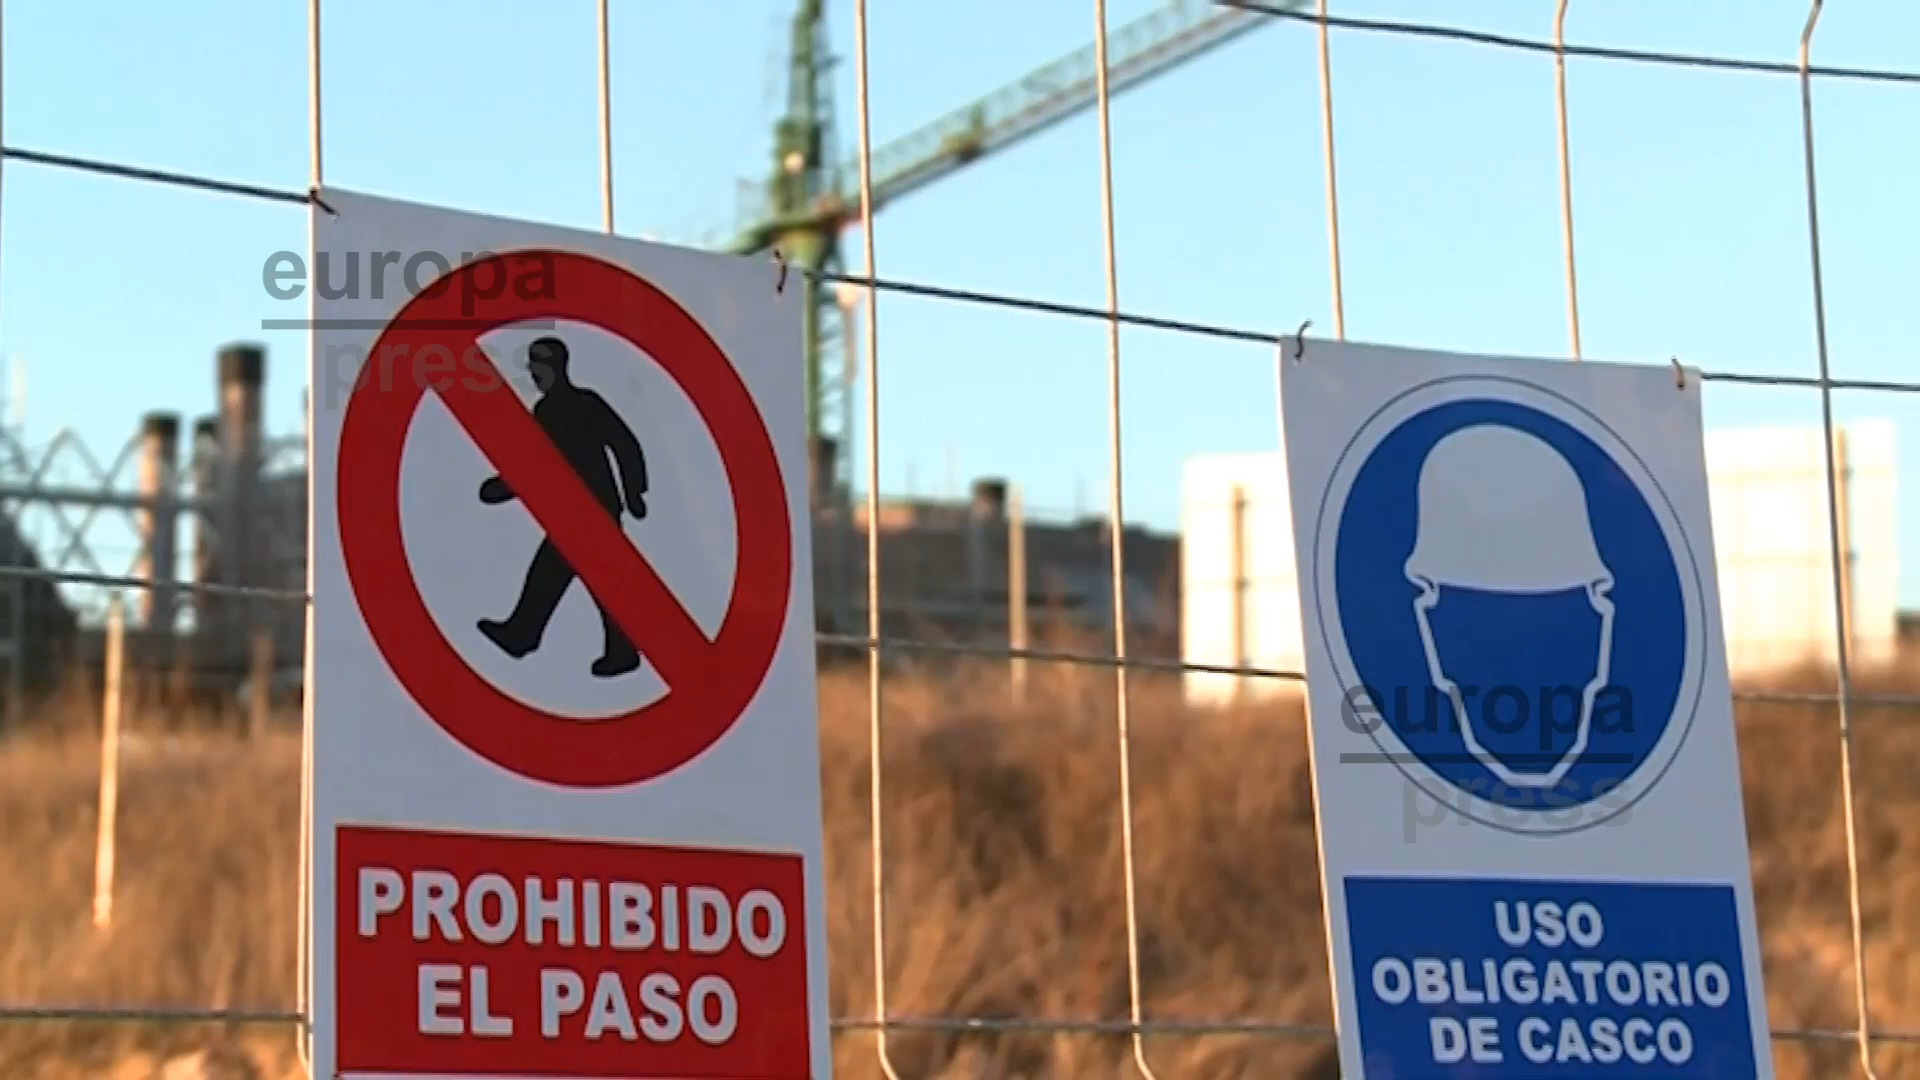 europa
press
PROHIBIDO
EL PASO
europa
press
USO
OBLIGATORIO
DE CASCO